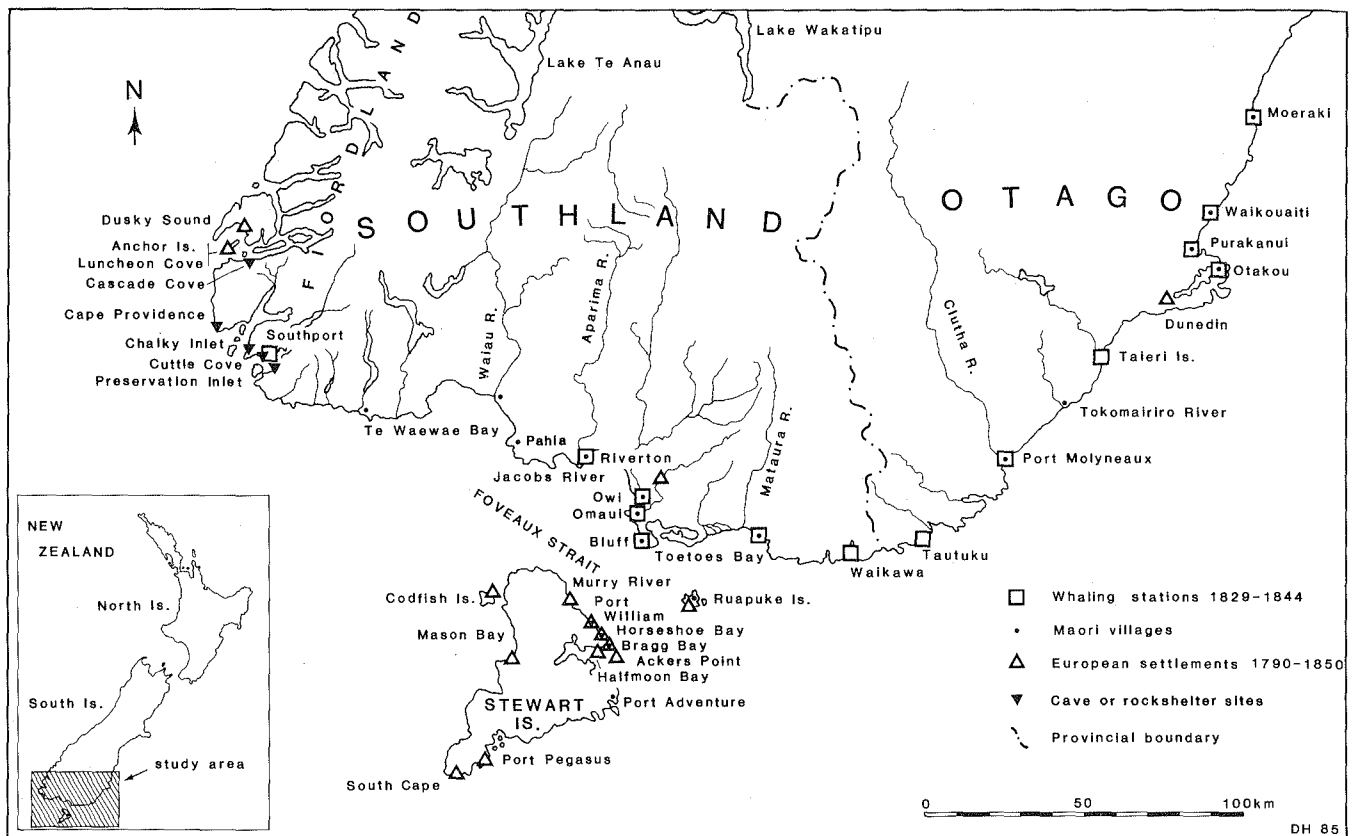 Lake Wakatipu
Lake Te Anau
N
FIORDLAND
SOUTHLAND
OTAGO
Moeraki
Waikouaiti
Purakanui
Otakou
Dunedin
Taieri Is.
Tokomairiro River
Port Molyneaux
Clutha R.
Dusky Sound
Anchor Is.
Luncheon Cove
Cascade Cove
Cape Providence
Chalky Inlet
Southport
Cuttle Cove
Preservation Inlet
Waiau R.
Aparima R.
Mataura R.
Te Waewae Bay
Pahia
Riverton
Jacobs River
Owi
Omaui
Bluff
Toetoes Bay
Waikawa
Tautuku
FOVEAUX STRAIT
Murry River
Codfish Is.
Port
William
Ruapuke Is.
Horseshoe Bay
Mason Bay
Bragg Bay
Ackers Point
Halfmoon Bay
STEWART
IS.
Port Adventure
Port Pegasus
South Cape
NEW
ZEALAND
North Is.
South Is.
study area
Whaling stations 1829-1844
Maori villages
European settlements 1790-1850
Cave or rockshelter sites
Provincial boundary
0 50 100km
DH 85